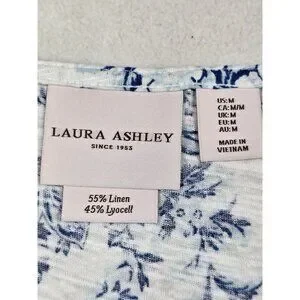 LAURA ASHLEY
SINCE 1953
55% Linen
45% Lyocell
US: M
CA: M/M
UK: M
EU: M
AU: M
MADE IN
VIETNAM